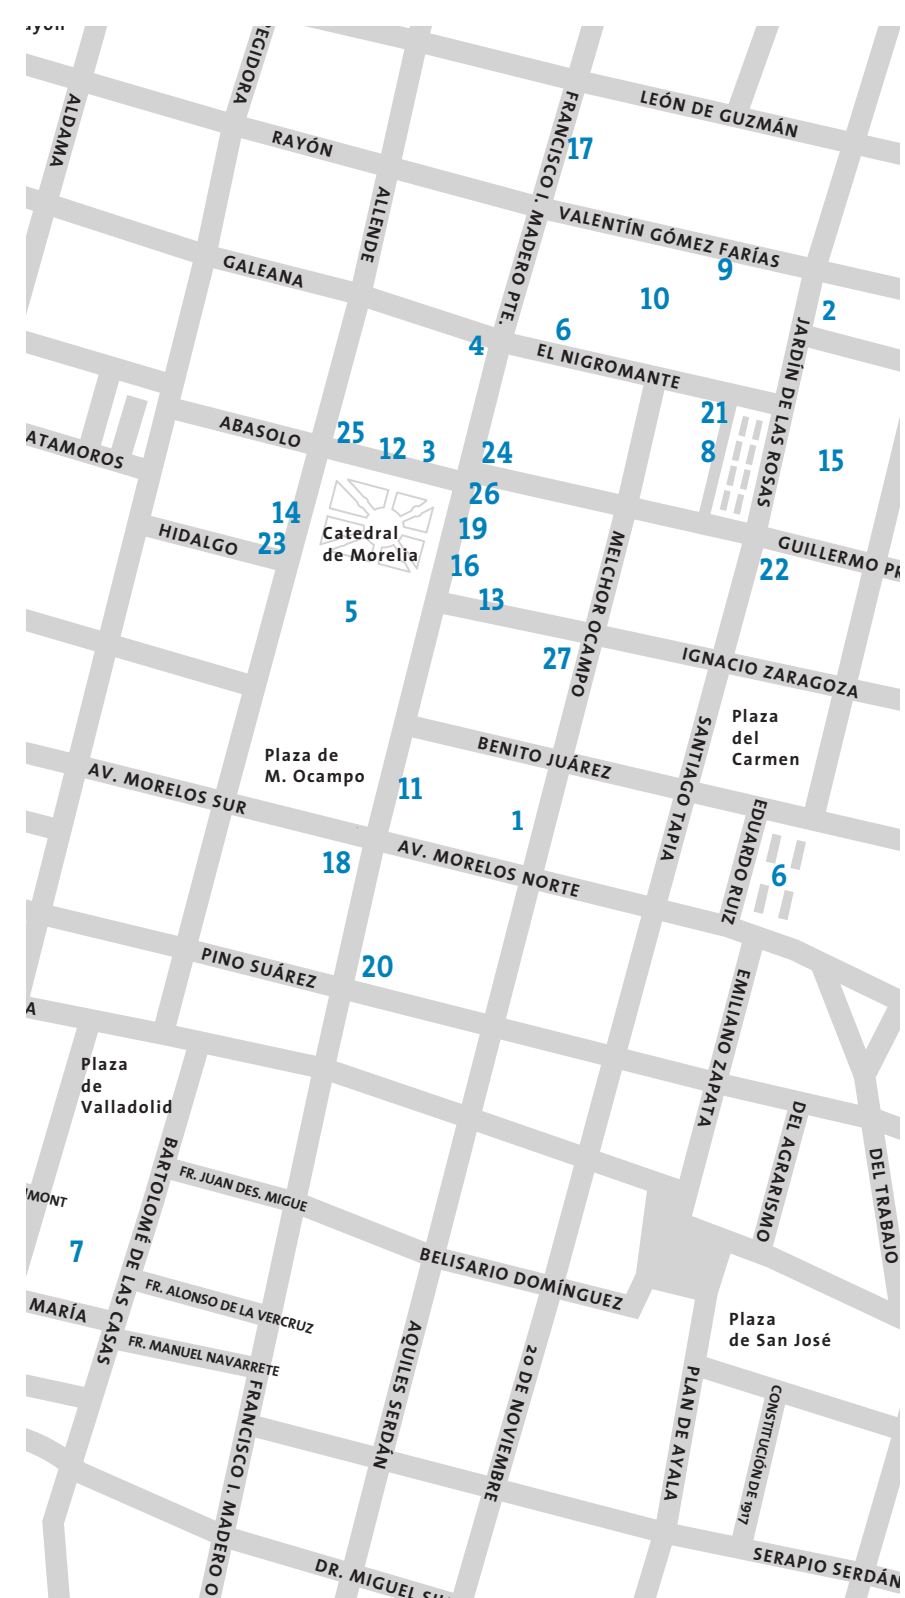 REGIDORA
ALDAMA
LEÓN DE GUZMÁN
FRANCISCO I. MADERO PTE.
17
RAYÓN
ALLENDE
VALENTÍN GÓMEZ FARÍAS
9
GALEANA
10
2
6
4
EL NIGROMANTE
JARDÍN DE LAS ROSAS
21
ABASOLO
25
12
3
24
8
15
ATAMOROS
26
14
19
Catedral
de Morelia
HIDALGO
23
MELCHOR OCAMPO
GUILLERMO PR
16
22
13
5
27
IGNACIO ZARAGOZA
Plaza
del
Carmen
SANTIAGO TAPIA
BENITO JUÁREZ
Plaza de
M. Ocampo
AV. MORELOS SUR
11
1
EDUARDO RUIZ
AV. MORELOS NORTE
18
6
PINO SUÁREZ
20
EMILIANO ZAPATA
A
Plaza
de
Valladolid
DEL AGRARISMO
DEL TRABAJO
BARTOLOMÉ DE LAS CASAS
FR. JUAN DES. MIGUE
MONT
7
BELISARIO DOMÍNGUEZ
FR. ALONSO DE LA VERCRUZ
MARÍA
Plaza
de San José
FR. MANUEL NAVARRETE
AQUILES SERDÁN
20 DE NOVIEMBRE
PLAN DE AYALA
CONSTITUCIÓN DE 1917
FRANCISCO I. MADERO O
SERAPIO SERDÁN
DR. MIGUEL